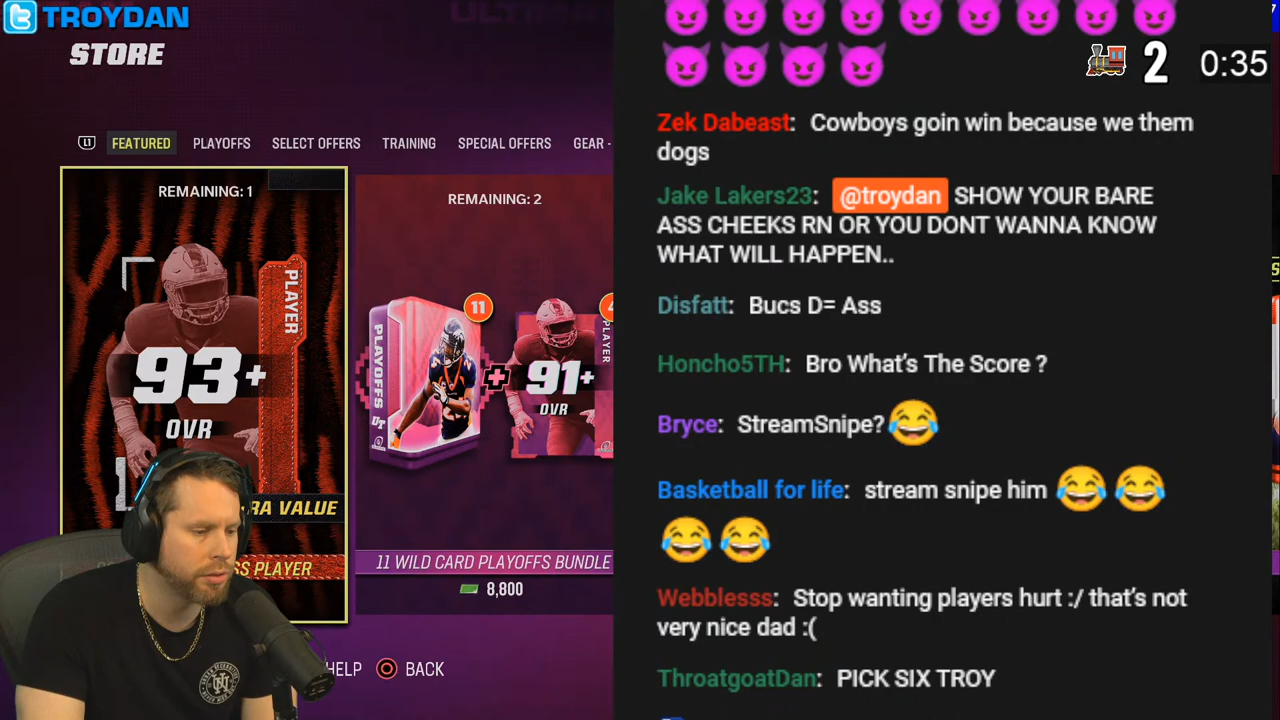 TROYDAN
STORE
L1 FEATURED PLAYOFFS SELECT OFFERS TRAINING SPECIAL OFFERS GEAR -
REMAINING: 1
PLAYER
93+
OVR
RA VALUE
SS PLAYER
REMAINING: 2
PLAYOFFS
UT
11
PLAYER
91+
OVR
11 WILD CARD PLAYOFFS BUNDLE
8,800
HELP BACK
2 0:35
Zek Dabeast: Cowboys goin win because we them
dogs
Jake Lakers23: @troydan SHOW YOUR BARE
ASS CHEEKS RN OR YOU DONT WANNA KNOW
WHAT WILL HAPPEN..
Disfatt: Bucs D= Ass
Honcho5TH: Bro What's The Score ?
Bryce: StreamSnipe? 😂
Basketball for life: stream snipe him 😂 😂
😂 😂
Webblesss: Stop wanting players hurt :/ that's not
very nice dad :(
ThroatgoatDan: PICK SIX TROY